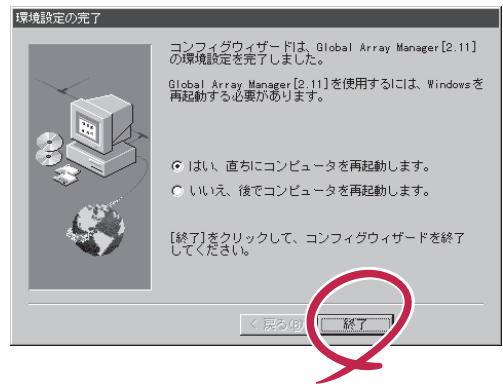 環境設定の完了
コンフィグウィザードは、Global Array Manager[2.11]
の環境設定を完了しました。
Global Array Manager[2.11]を使用するには、Windowsを
再起動する必要があります。
はい、直ちにコンピュータを再起動します。
いいえ、後でコンピュータを再起動します。
[終了]をクリックして、コンフィグウィザードを終了
してください。
< 戻る(B)
終了